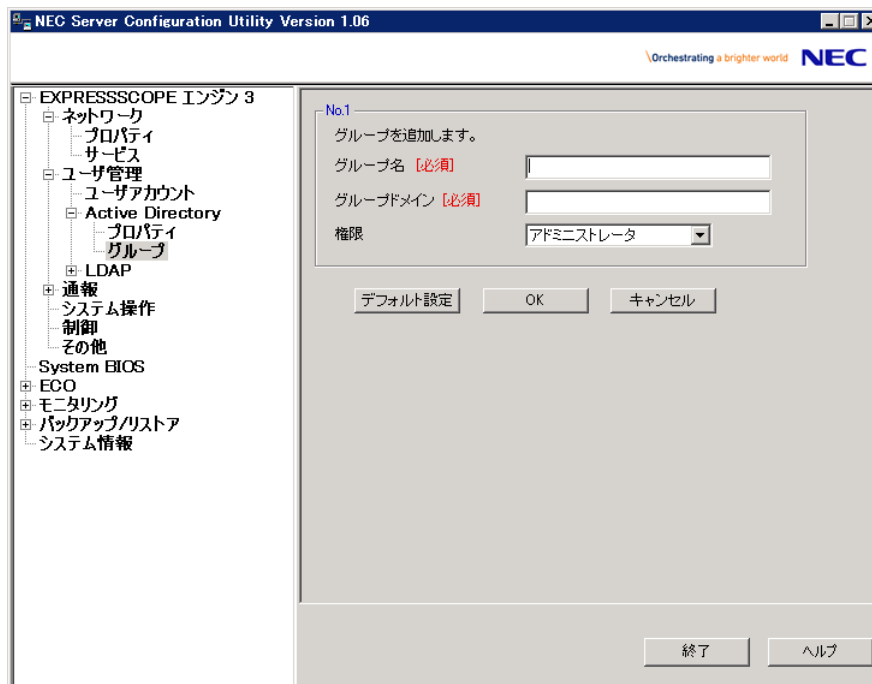 NEC Server Configuration Utility Version 1.06
\Orchestrating a brighter world NEC
EXPRESSSCOPE エンジン 3
ネットワーク
プロパティ
サービス
ユーザ管理
ユーザアカウント
Active Directory
プロパティ
グループ
LDAP
通報
システム操作
制御
その他
System BIOS
ECO
モニタリング
バックアップ/リストア
システム情報
No.1
グループを追加します。
グループ名 [必須]
グループドメイン [必須]
権限 アドミニストレータ
デフォルト設定 OK キャンセル
終了 ヘルプ